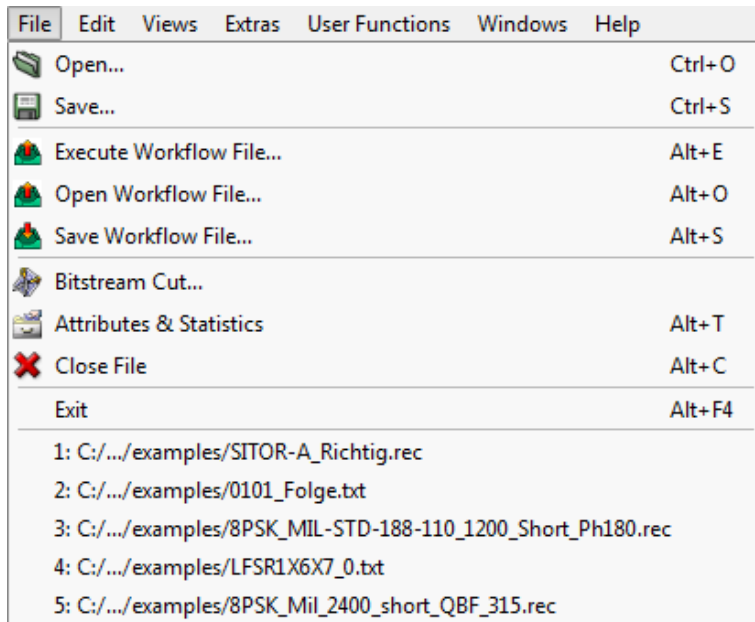 File Edit Views Extras User Functions Windows Help
Open... Ctrl+O
Save... Ctrl+S
Execute Workflow File... Alt+E
Open Workflow File... Alt+O
Save Workflow File... Alt+S
Bitstream Cut...
Attributes & Statistics Alt+T
Close File Alt+C
Exit Alt+F4
1: C:/.../examples/SITOR-A_Richtig.rec
2: C:/.../examples/0101_Folge.txt
3: C:/.../examples/8PSK_MIL-STD-188-110_1200_Short_Ph180.rec
4: C:/.../examples/LFSR1X6X7_0.txt
5: C:/.../examples/8PSK_Mil_2400_short_QBF_315.rec